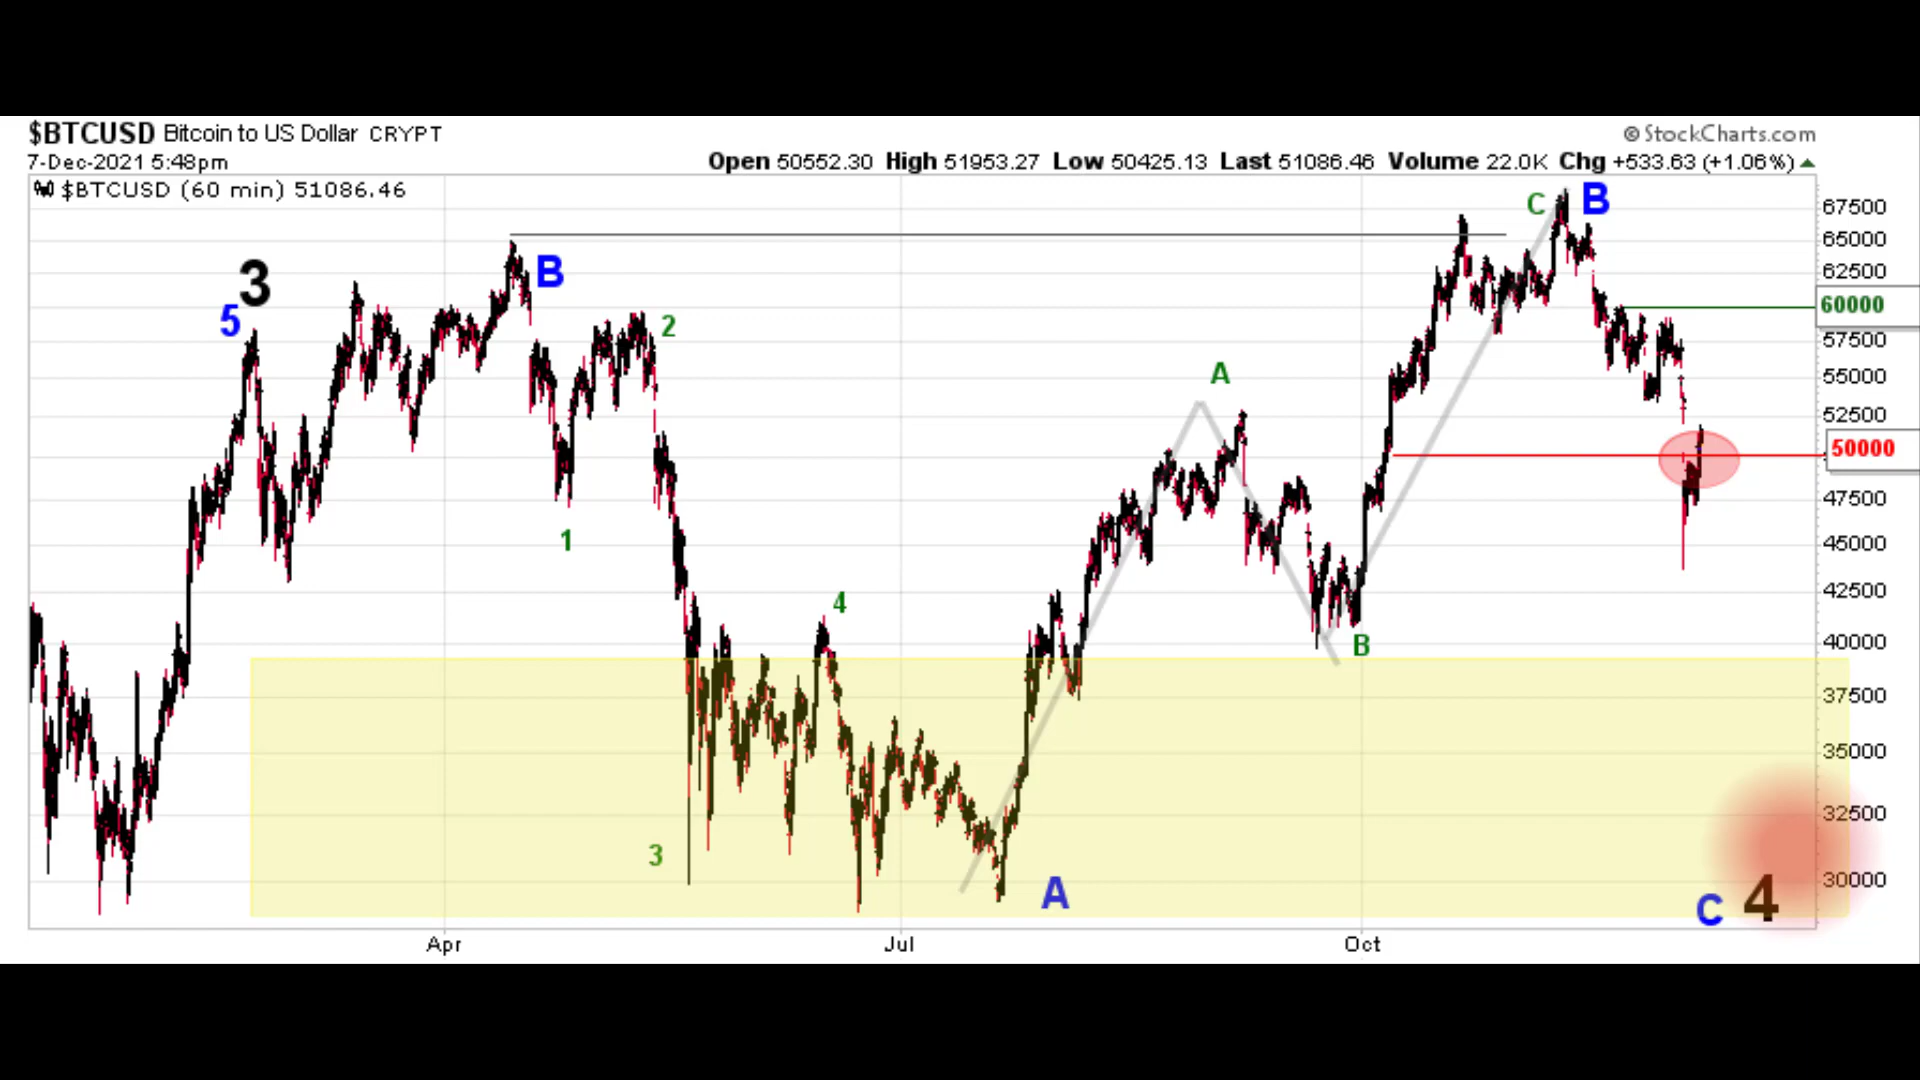 $BTCUSD Bitcoin to US Dollar CRYPT © StockCharts.com
7-Dec-2021 5:48pm Open 50552.30 High 51953.27 Low 50425.13 Last 51086.46 Volume 22.0K Chg +533.63 (+1.06%)
$BTCUSD (60 min) 51086.46
C B
67500
65000
3
B
62500
5
2
60000
57500
A
55000
52500
50000
47500
1
45000
42500
4
B
40000
37500
35000
32500
3
30000
A
C 4
Apr Jul Oct